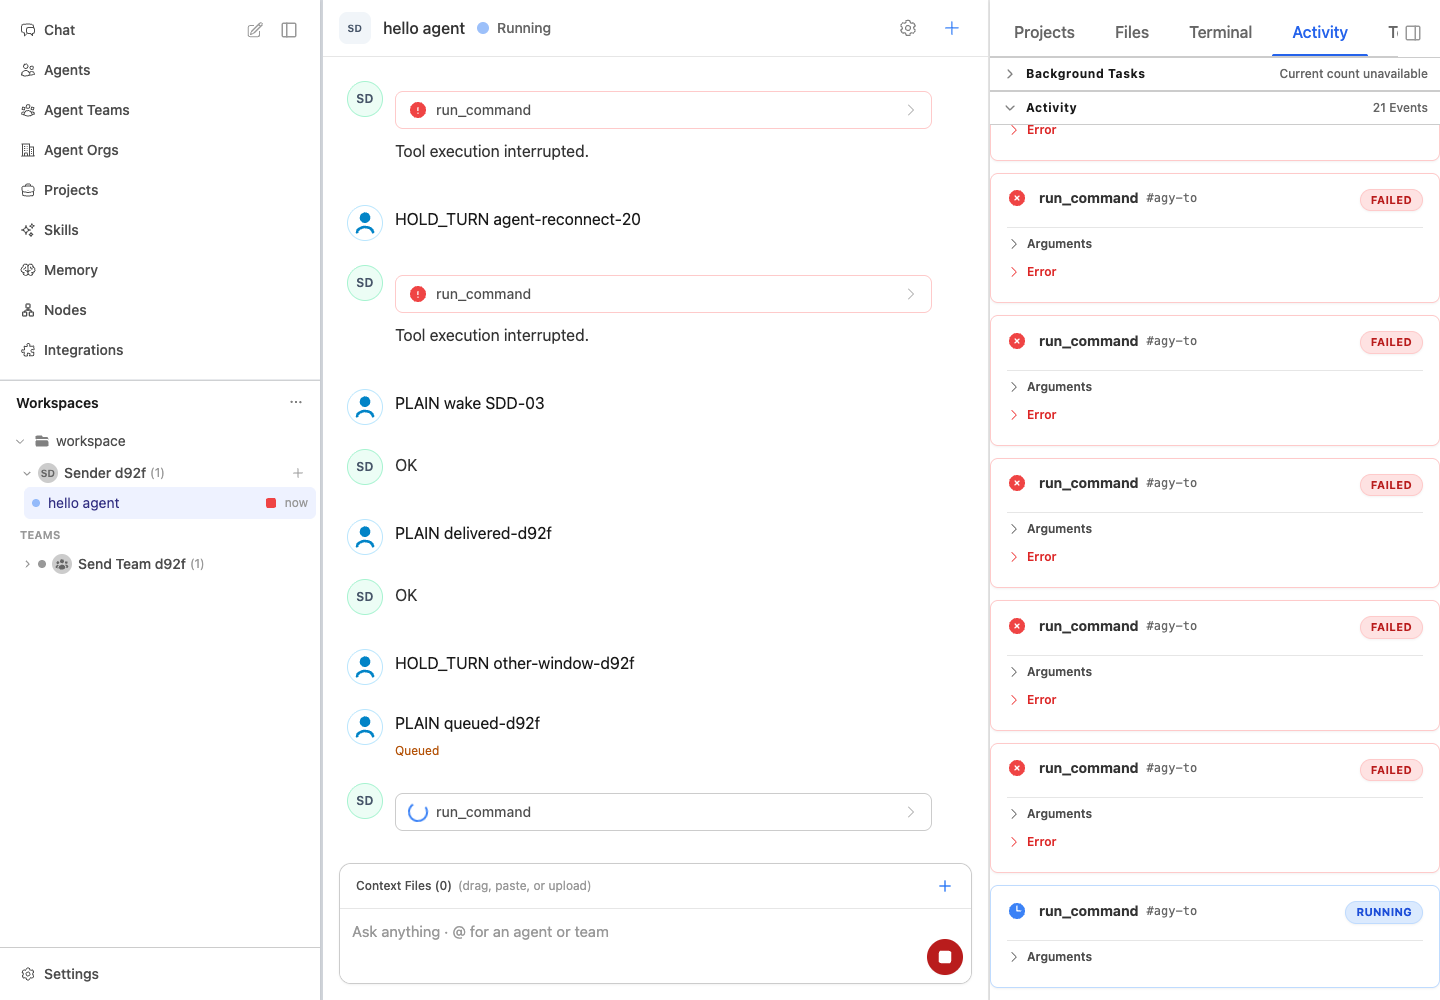 Chat
Agents
Agent Teams
Agent Orgs
Projects
Skills
Memory
Nodes
Integrations
Workspaces
workspace
SD Sender d92f (1)
hello agent now
TEAMS
Send Team d92f (1)
Settings
SD hello agent Running
SD run_command
Tool execution interrupted.
HOLD_TURN agent-reconnect-20
SD run_command
Tool execution interrupted.
PLAIN wake SDD-03
SD OK
PLAIN delivered-d92f
SD OK
HOLD_TURN other-window-d92f
PLAIN queued-d92f
Queued
SD run_command
Context Files (0) (drag, paste, or upload)
Ask anything · @ for an agent or team
Projects Files Terminal Activity
Background Tasks Current count unavailable
Activity 21 Events
Error
run_command #agy-to FAILED
Arguments
Error
run_command #agy-to FAILED
Arguments
Error
run_command #agy-to FAILED
Arguments
Error
run_command #agy-to FAILED
Arguments
Error
run_command #agy-to FAILED
Arguments
Error
run_command #agy-to RUNNING
Arguments